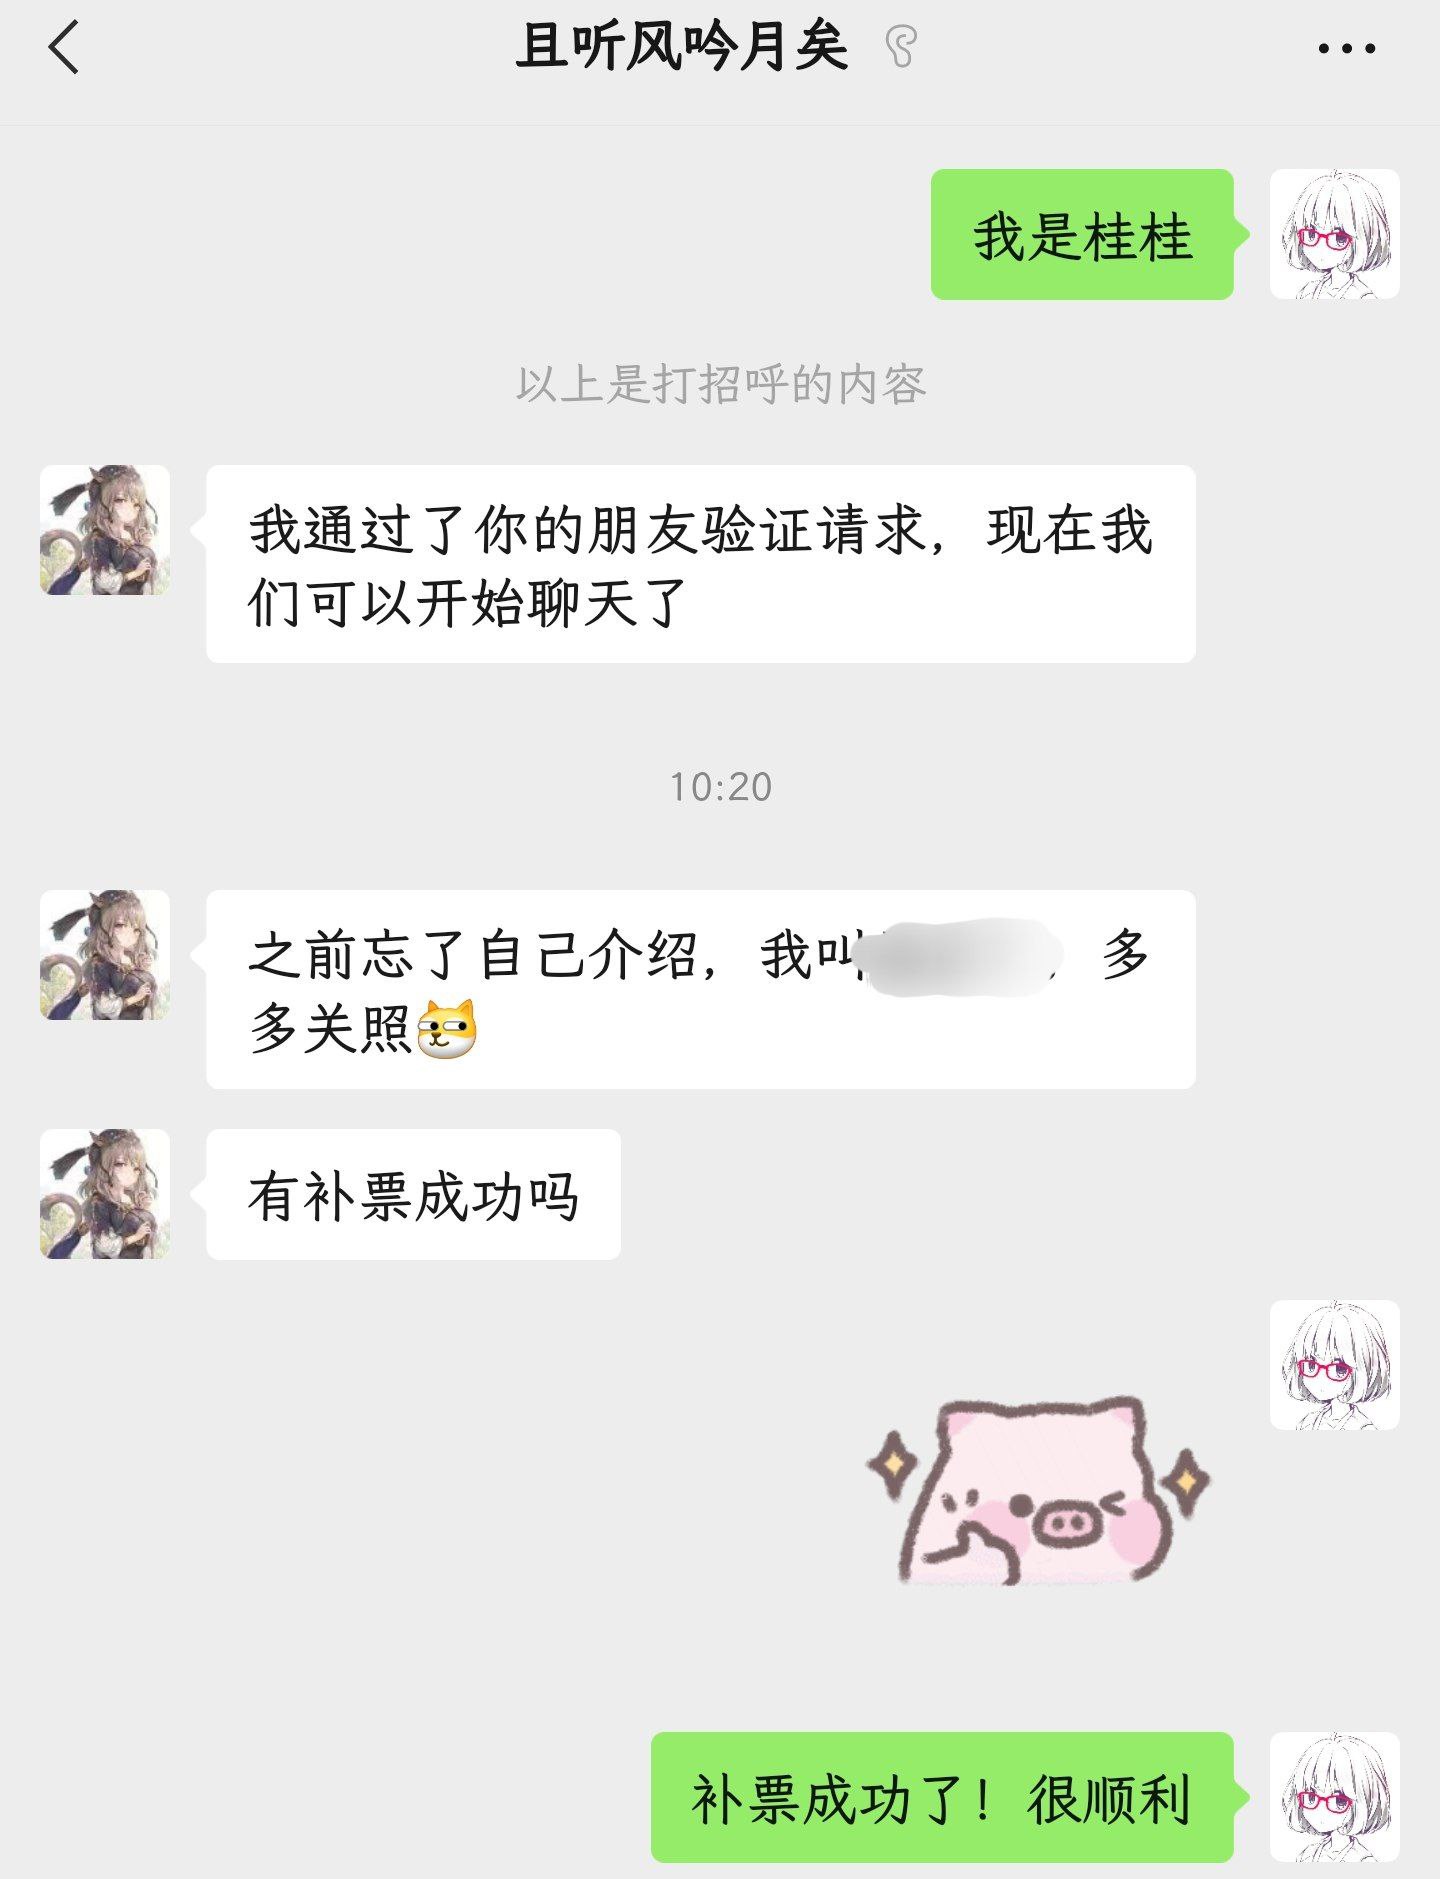 且听风吟月矣
我是桂桂
以上是打招呼的内容
我通过了你的朋友验证请求，现在我
们可以开始聊天了
10:20
之前忘了自己介绍，我叫，多
多关照
有补票成功吗
补票成功了！很顺利